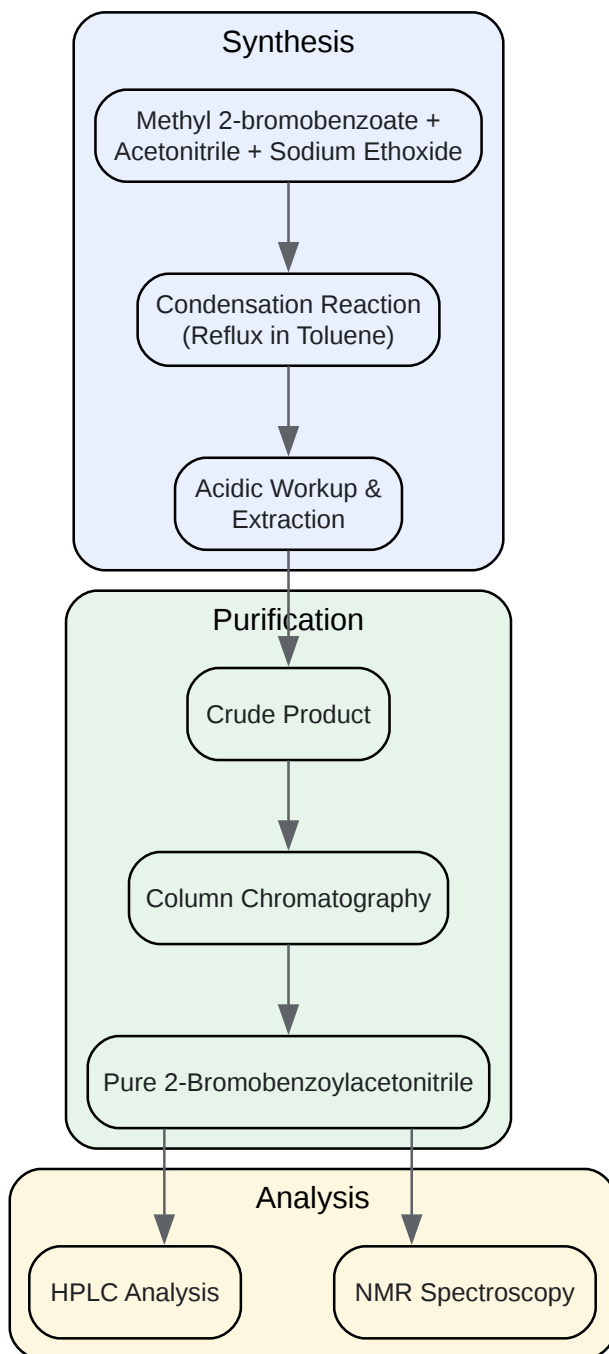 Synthesis
Methyl 2-bromobenzoate +
Acetonitrile + Sodium Ethoxide
Condensation Reaction
(Reflux in Toluene)
Acidic Workup &
Extraction
Purification
Crude Product
Column Chromatography
Pure 2-Bromobenzoylacetonitrile
Analysis
HPLC Analysis
NMR Spectroscopy